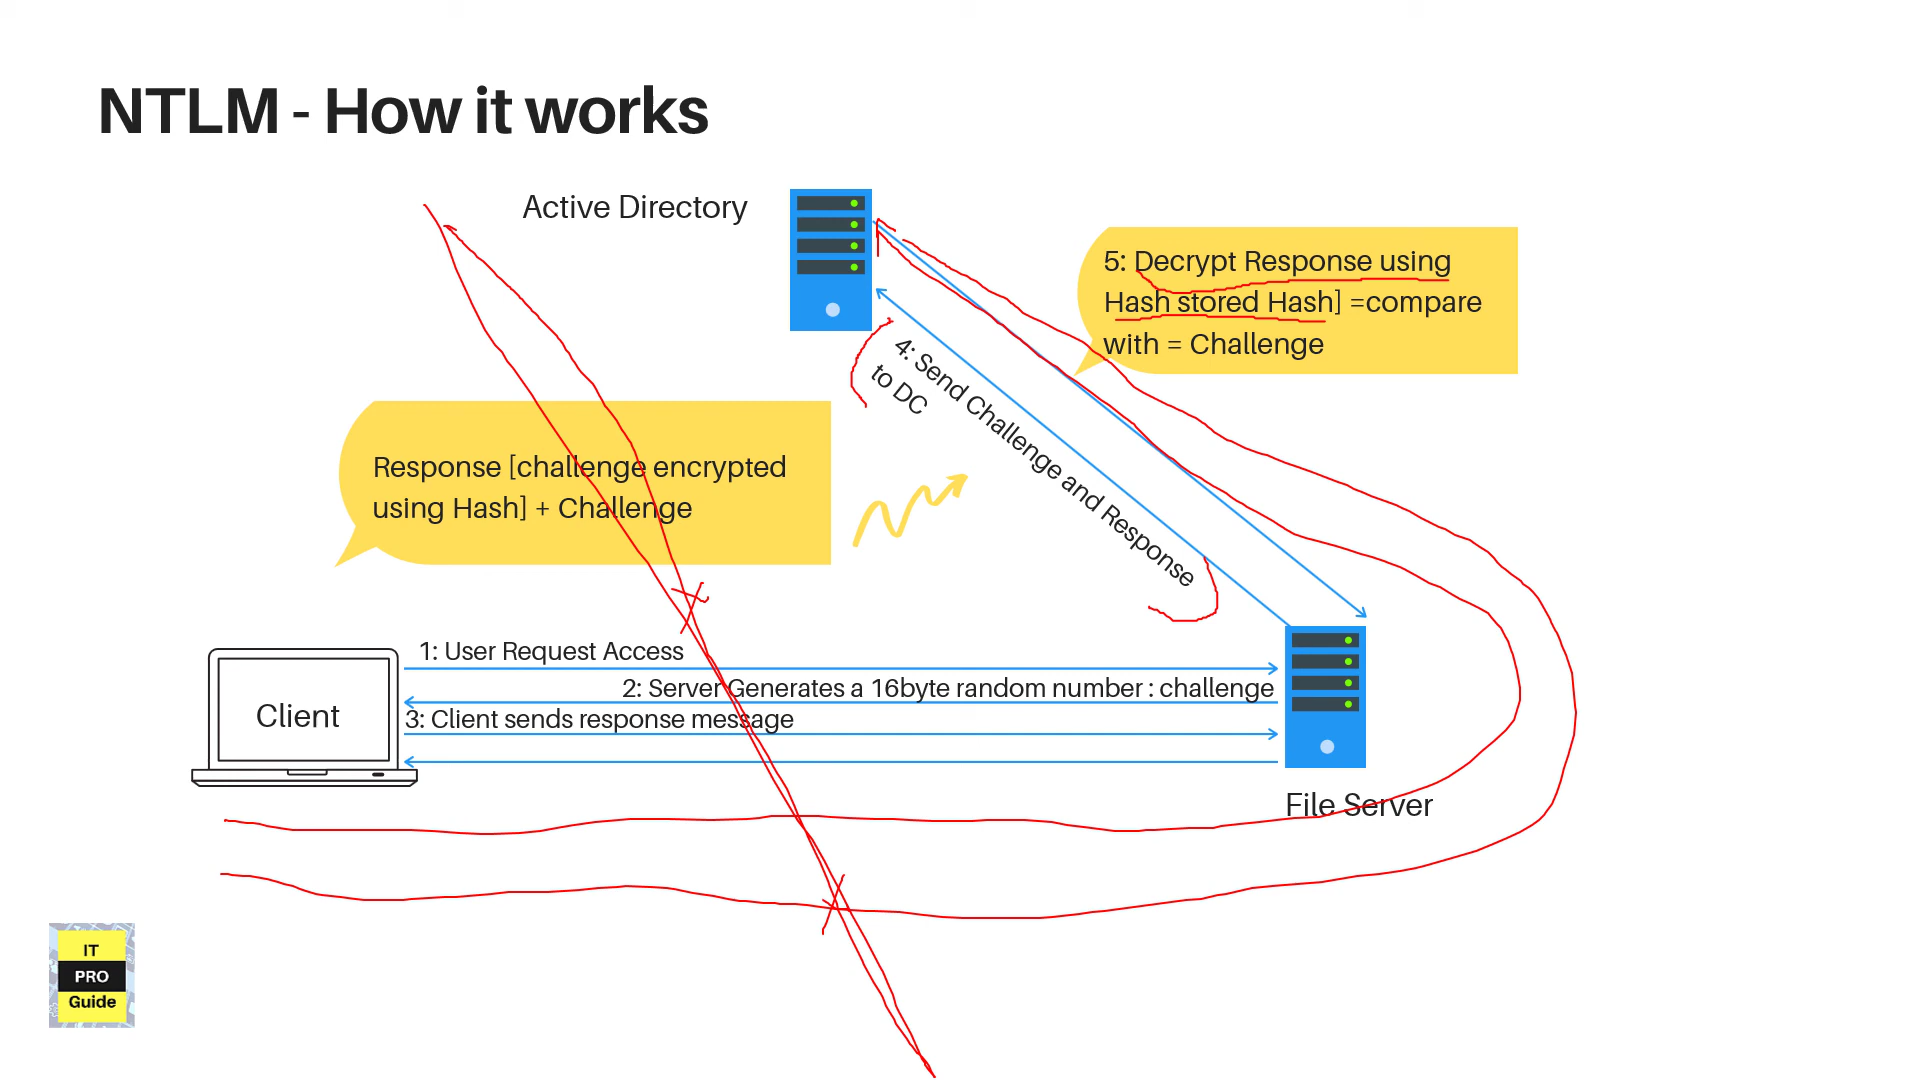 NTLM - How it works
Active Directory
5: Decrypt Response using
Hash stored Hash] =compare
with = Challenge
4: Send Challenge and Response
to DC
Response [challenge encrypted
using Hash] + Challenge
1: User Request Access
2: Server Generates a 16byte random number : challenge
3: Client sends response message
Client
File Server
IT
PRO
Guide